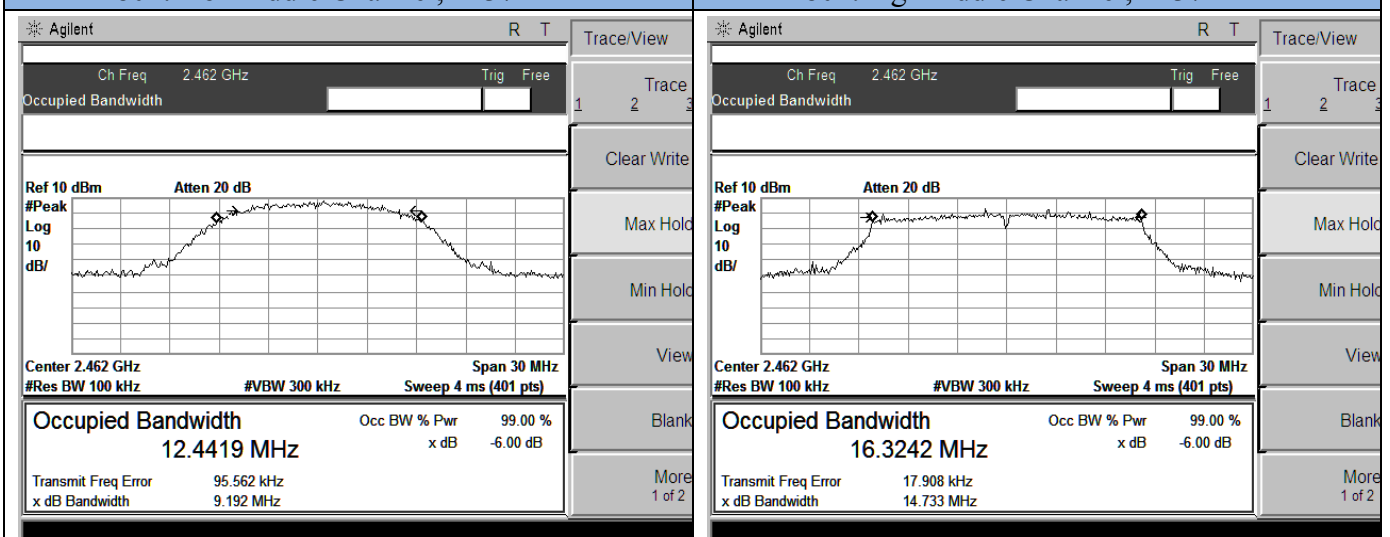 Agilent R T Trace/View
Ch Freq 2.462 GHz Trig Free
Occupied Bandwidth
Trace
1 2 3
Clear Write
Ref 10 dBm Atten 20 dB
#Peak
Log
10
dB/
Max Hold
Min Hold
View
Center 2.462 GHz Span 30 MHz
#Res BW 100 kHz #VBW 300 kHz Sweep 4 ms (401 pts)
Occupied Bandwidth Occ BW % Pwr 99.00 %
12.4419 MHz x dB -6.00 dB
Blank
Transmit Freq Error 95.562 kHz
x dB Bandwidth 9.192 MHz
More
1 of 2
Agilent R T Trace/View
Ch Freq 2.462 GHz Trig Free
Occupied Bandwidth
Trace
1 2 3
Clear Write
Ref 10 dBm Atten 20 dB
#Peak
Log
10
dB/
Max Hold
Min Hold
View
Center 2.462 GHz Span 30 MHz
#Res BW 100 kHz #VBW 300 kHz Sweep 4 ms (401 pts)
Occupied Bandwidth Occ BW % Pwr 99.00 %
16.3242 MHz x dB -6.00 dB
Blank
Transmit Freq Error 17.908 kHz
x dB Bandwidth 14.733 MHz
More
1 of 2